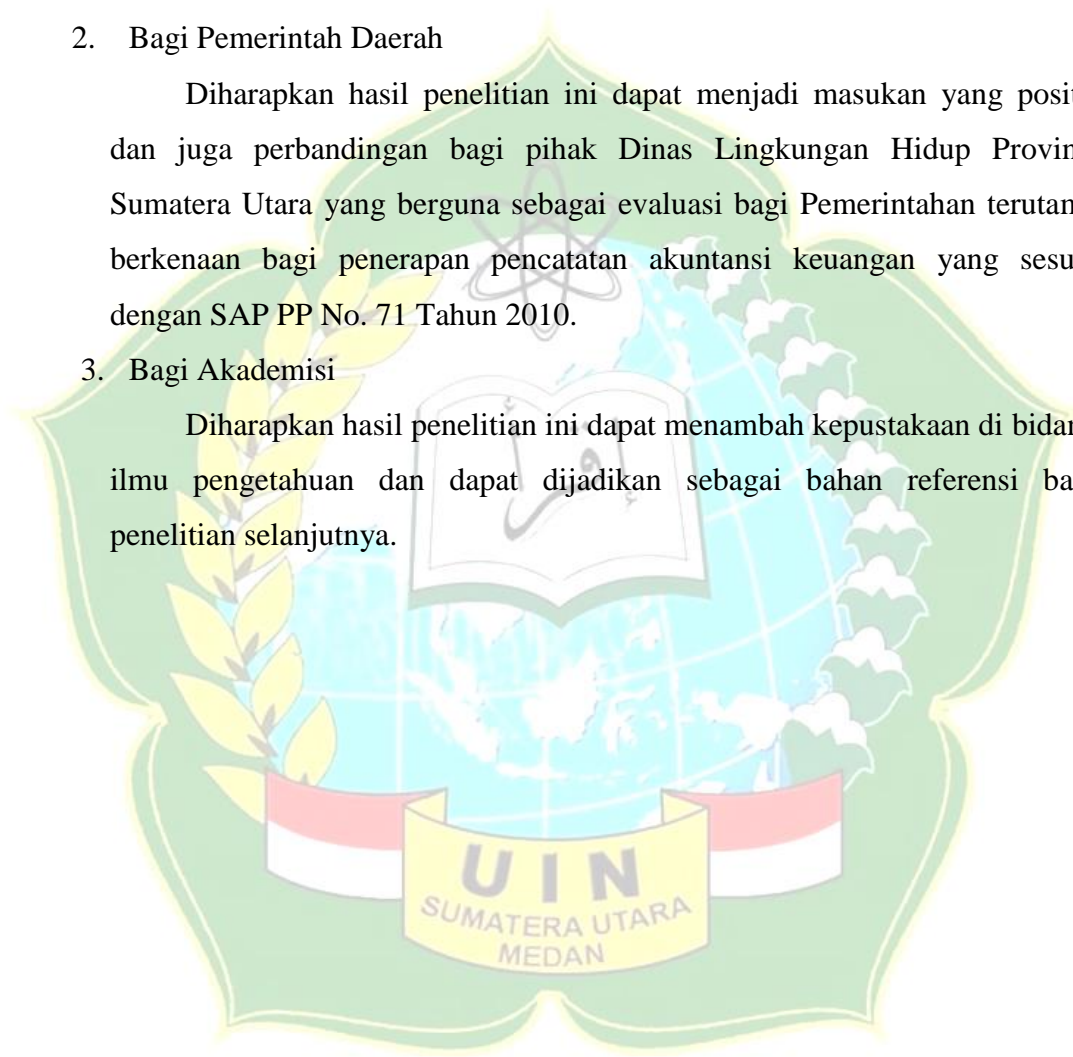 2. Bagi Pemerintah Daerah
Diharapkan hasil penelitian ini dapat menjadi masukan yang posit
dan juga perbandingan bagi pihak Dinas Lingkungan Hidup Provin
Sumatera Utara yang berguna sebagai evaluasi bagi Pemerintahan terutan
berkenaan bagi penerapan pencatatan akuntansi keuangan yang sesu
dengan SAP PP No. 71 Tahun 2010.
3. Bagi Akademisi
Diharapkan hasil penelitian ini dapat menambah kepustakaan di bidan
ilmu pengetahuan dan dapat dijadikan sebagai bahan referensi ba
penelitian selanjutnya.
UIN
SUMATERA UTARA
MEDAN